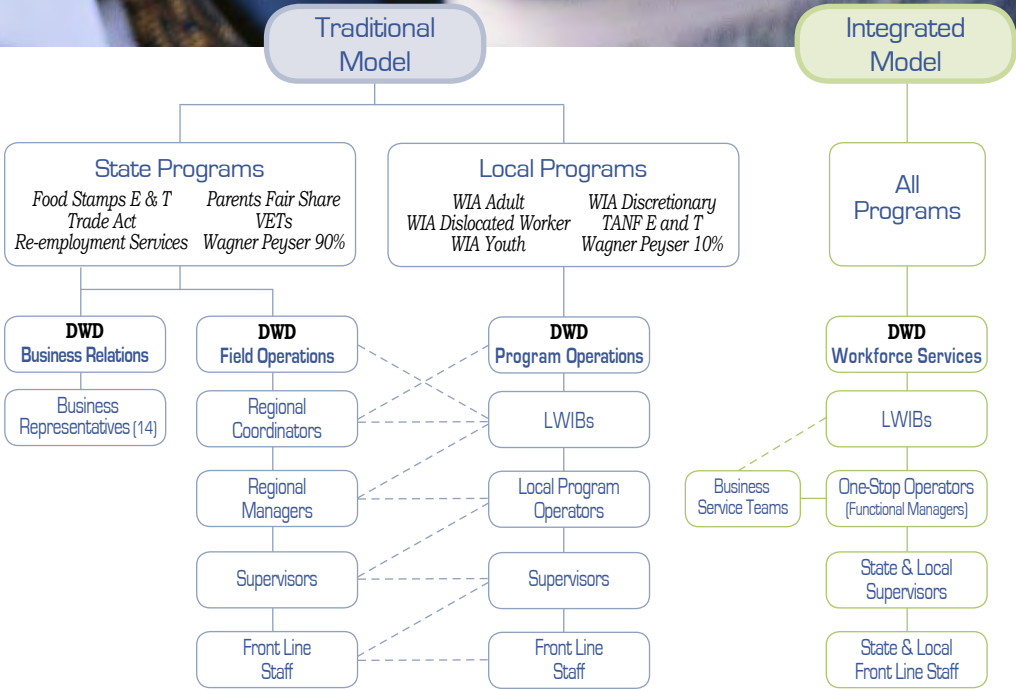 Traditional
Model
State Programs
Food Stamps E & T
Trade Act
Re-employment Services
Parents Fair Share
VETs
Wagner Peyser 90%
Local Programs
WIA Adult
WIA Dislocated Worker
WIA Youth
WIA Discretionary
TANF E and T
Wagner Peyser 10%
DWD
Business Relations
Business
Representatives (14)
DWD
Field Operations
Regional
Coordinators
Regional
Managers
Supervisors
Front Line
Staff
DWD
Program Operations
LWIBs
Local Program
Operators
Supervisors
Front Line
Staff
Integrated
Model
All
Programs
DWD
Workforce Services
LWIBs
Business
Service Teams
One-Stop Operators
(Functional Managers)
State & Local
Supervisors
State & Local
Front Line Staff